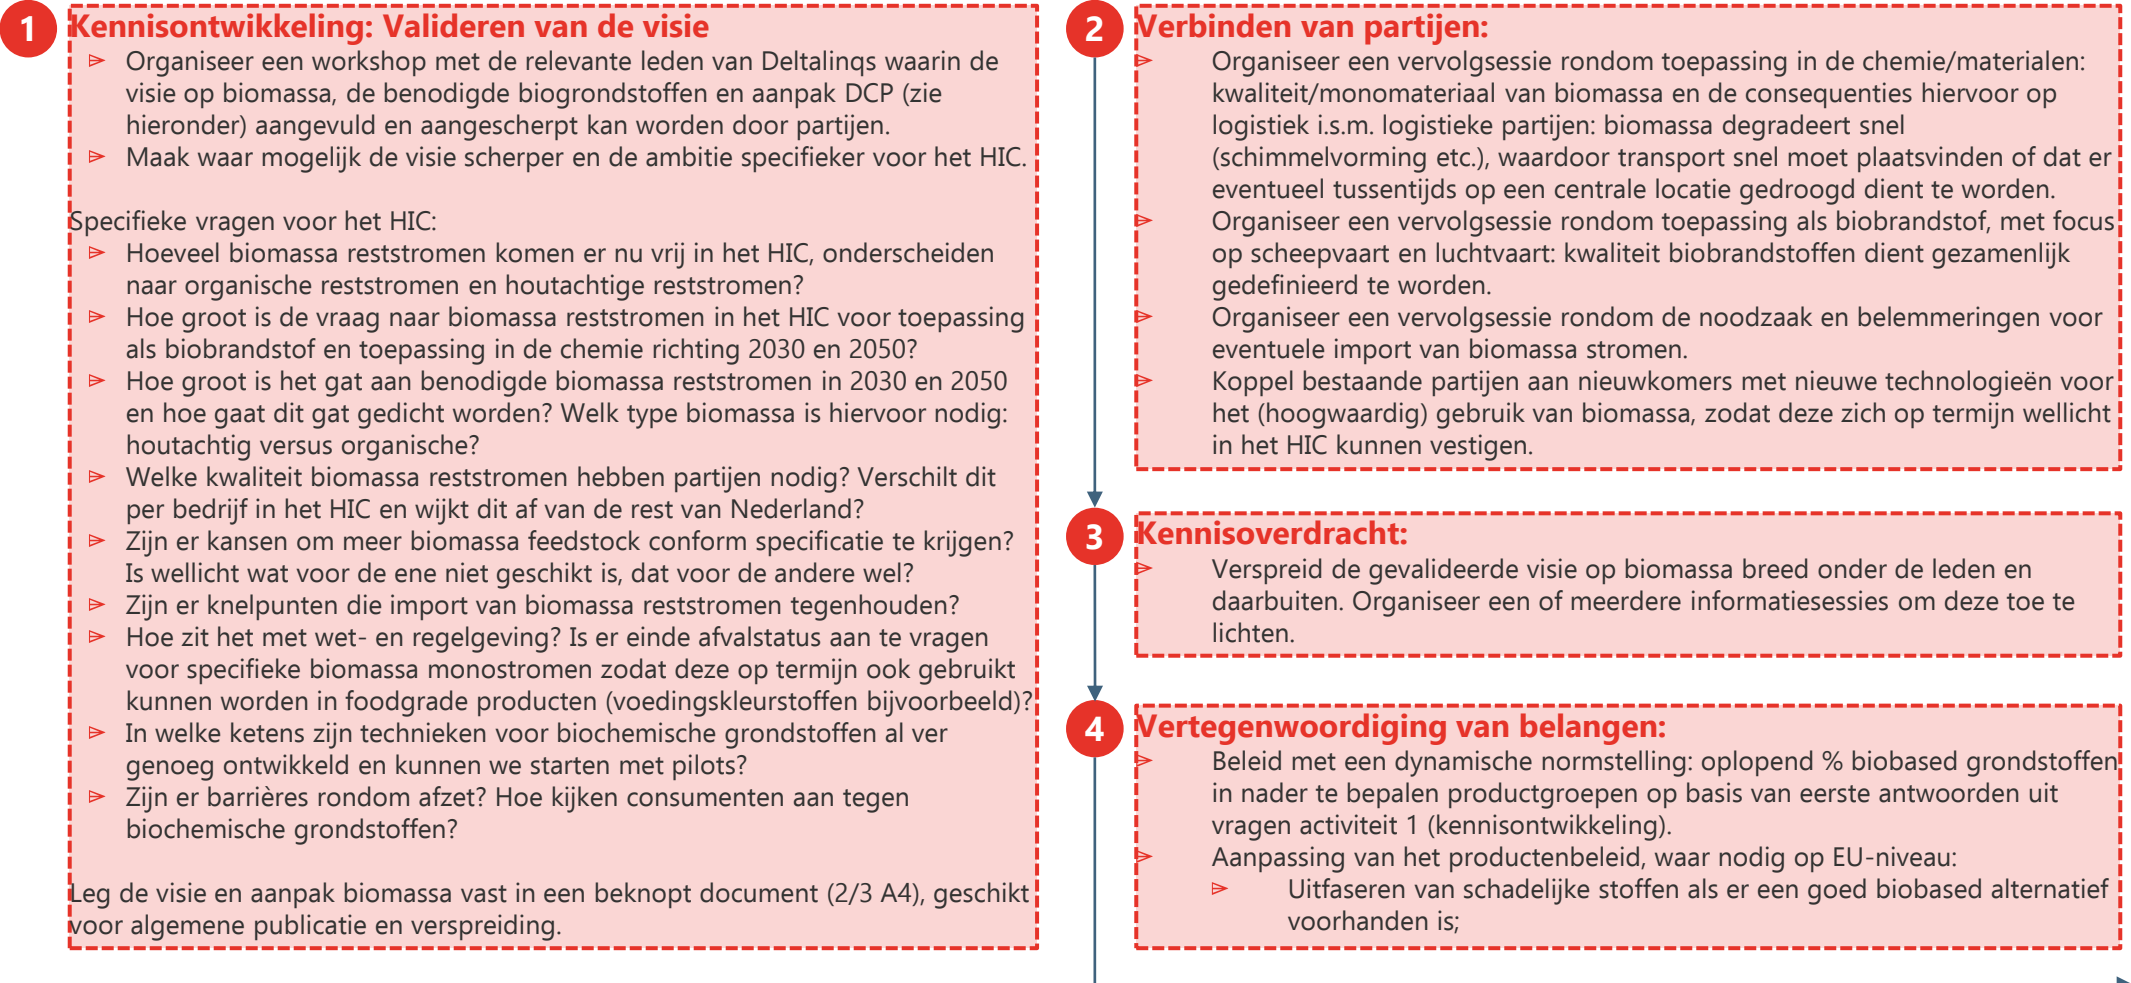 1
Kennisontwikkeling: Valideren van de visie
Organiseer een workshop met de relevante leden van Deltalinqs waarin de
visie op biomassa, de benodigde biogrondstoffen en aanpak DCP (zie
hieronder) aangevuld en aangescherpt kan worden door partijen.
Maak waar mogelijk de visie scherper en de ambitie specifieker voor het HIC.
Specifieke vragen voor het HIC:
Hoeveel biomassa reststromen komen er nu vrij in het HIC, onderscheiden
naar organische reststromen en houtachtige reststromen?
Hoe groot is de vraag naar biomassa reststromen in het HIC voor toepassing
als biobrandstof en toepassing in de chemie richting 2030 en 2050?
Hoe groot is het gat aan benodigde biomassa reststromen in 2030 en 2050
en hoe gaat dit gat gedicht worden? Welk type biomassa is hiervoor nodig:
houtachtig versus organische?
Welke kwaliteit biomassa reststromen hebben partijen nodig? Verschilt dit
per bedrijf in het HIC en wijkt dit af van de rest van Nederland?
Zijn er kansen om meer biomassa feedstock conform specificatie te krijgen?
Is wellicht wat voor de ene niet geschikt is, dat voor de andere wel?
Zijn er knelpunten die import van biomassa reststromen tegenhouden?
Hoe zit het met wet- en regelgeving? Is er einde afvalstatus aan te vragen
voor specifieke biomassa monostromen zodat deze op termijn ook gebruikt
kunnen worden in foodgrade producten (voedingskleurstoffen bijvoorbeeld)?
In welke ketens zijn technieken voor biochemische grondstoffen al ver
genoeg ontwikkeld en kunnen we starten met pilots?
Zijn er barrières rondom afzet? Hoe kijken consumenten aan tegen
biochemische grondstoffen?
Leg de visie en aanpak biomassa vast in een beknopt document (2/3 A4), geschikt
voor algemene publicatie en verspreiding.
2
Verbinden van partijen:
Organiseer een vervolgsessie rondom toepassing in de chemie/materialen:
kwaliteit/monomateriaal van biomassa en de consequenties hiervoor op
logistiek i.s.m. logistieke partijen: biomassa degradeert snel
(schimmelvorming etc.), waardoor transport snel moet plaatsvinden of dat er
eventueel tussentijds op een centrale locatie gedroogd dient te worden.
Organiseer een vervolgsessie rondom toepassing als biobrandstof, met focus
op scheepvaart en luchtvaart: kwaliteit biobrandstoffen dient gezamenlijk
gedefinieerd te worden.
Organiseer een vervolgsessie rondom de noodzaak en belemmeringen voor
eventuele import van biomassa stromen.
Koppel bestaande partijen aan nieuwkomers met nieuwe technologieën voor
het (hoogwaardig) gebruik van biomassa, zodat deze zich op termijn wellicht
in het HIC kunnen vestigen.
3
Kennisoverdracht:
Verspreid de gevalideerde visie op biomassa breed onder de leden en
daarbuiten. Organiseer een of meerdere informatiesessies om deze toe te
lichten.
4
Vertegenwoordiging van belangen:
Beleid met een dynamische normstelling: oplopend % biobased grondstoffen
in nader te bepalen productgroepen op basis van eerste antwoorden uit
vragen activiteit 1 (kennisontwikkeling).
Aanpassing van het productenbeleid, waar nodig op EU-niveau:
Uitfaseren van schadelijke stoffen als er een goed biobased alternatief
voorhanden is;